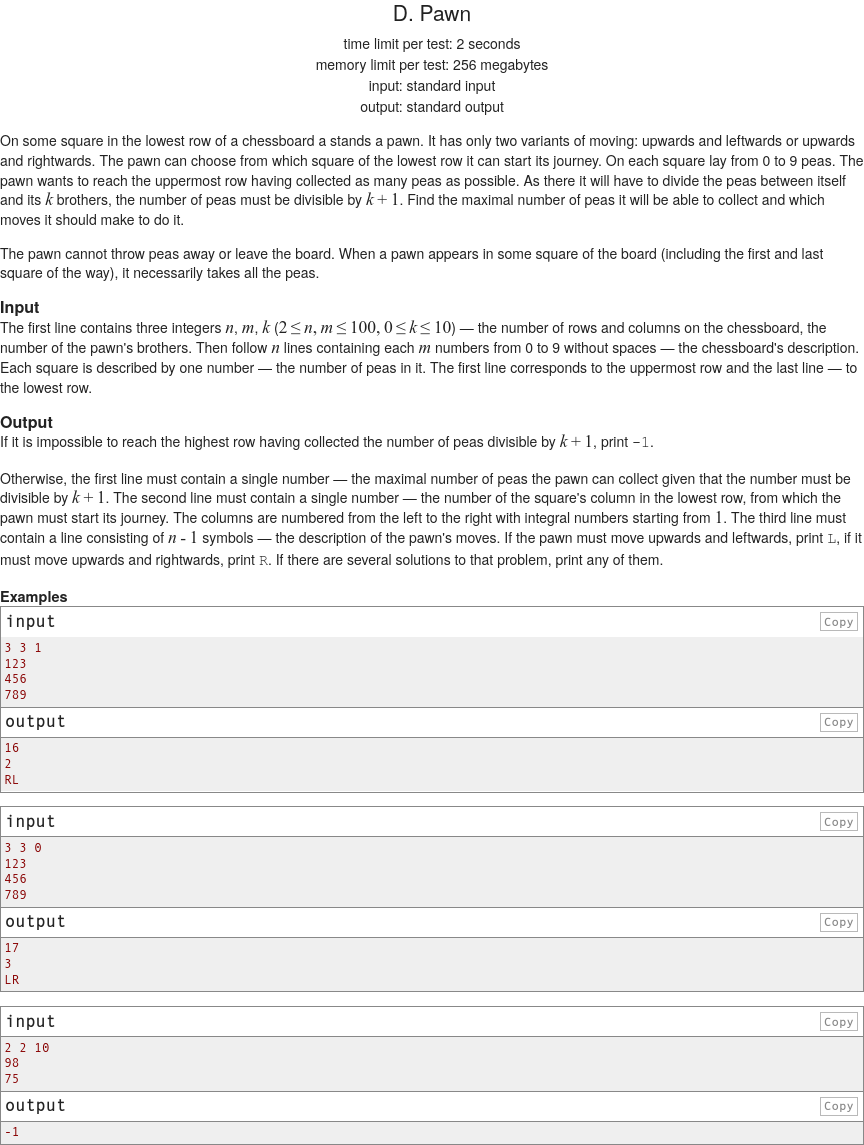 D. Pawn
time limit per test: 2 seconds
memory limit per test: 256 megabytes
input: standard input
output: standard output
On some square in the lowest row of a chessboard a stands a pawn. It has only two variants of moving: upwards and leftwards or upwards
and rightwards. The pawn can choose from which square of the lowest row it can start its journey. On each square lay from 0 to 9 peas. The
pawn wants to reach the uppermost row having collected as many peas as possible. As there it will have to divide the peas between itself
and its k brothers, the number of peas must be divisible by k + 1. Find the maximal number of peas it will be able to collect and which
moves it should make to do it.
The pawn cannot throw peas away or leave the board. When a pawn appears in some square of the board (including the first and last
square of the way), it necessarily takes all the peas.
Input
The first line contains three integers n, m, k (2 ≤ n, m ≤ 100, 0 ≤ k ≤ 10) — the number of rows and columns on the chessboard, the
number of the pawn's brothers. Then follow n lines containing each m numbers from 0 to 9 without spaces — the chessboard's description.
Each square is described by one number — the number of peas in it. The first line corresponds to the uppermost row and the last line — to
the lowest row.
Output
If it is impossible to reach the highest row having collected the number of peas divisible by k + 1, print -1.
Otherwise, the first line must contain a single number — the maximal number of peas the pawn can collect given that the number must be
divisible by k + 1. The second line must contain a single number — the number of the square's column in the lowest row, from which the
pawn must start its journey. The columns are numbered from the left to the right with integral numbers starting from 1. The third line must
contain a line consisting of n - 1 symbols — the description of the pawn's moves. If the pawn must move upwards and leftwards, print L, if it
must move upwards and rightwards, print R. If there are several solutions to that problem, print any of them.
Examples
input Copy
3 3 1
123
456
789
output Copy
16
2
RL
input Copy
3 3 0
123
456
789
output Copy
17
3
LR
input Copy
2 2 10
98
75
output Copy
-1